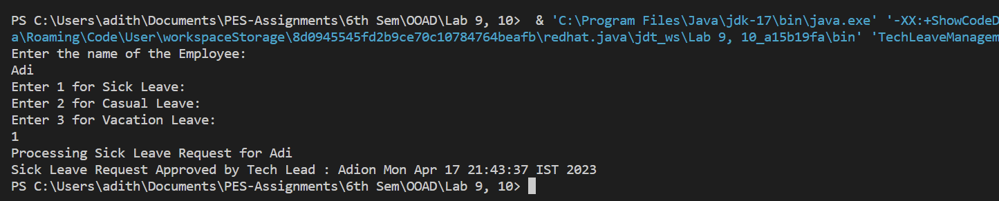 PS C:\Users\adith\Documents\PES-Assignments\6th Sem\OOAD\Lab 9, 10>  & 'C:\Program Files\Java\jdk-17\bin\java.exe' '-XX:+ShowCodeD
a\Roaming\Code\User\workspaceStorage\8d0945545fd2b9ce70c10784764beafb\redhat.java\jdt_ws\Lab 9, 10_a15b19fa\bin' 'TechLeaveManagem
Enter the name of the Employee:
Adi
Enter 1 for Sick Leave:
Enter 2 for Casual Leave:
Enter 3 for Vacation Leave:
1
Processing Sick Leave Request for Adi
Sick Leave Request Approved by Tech Lead : Adion Mon Apr 17 21:43:37 IST 2023
PS C:\Users\adith\Documents\PES-Assignments\6th Sem\OOAD\Lab 9, 10>